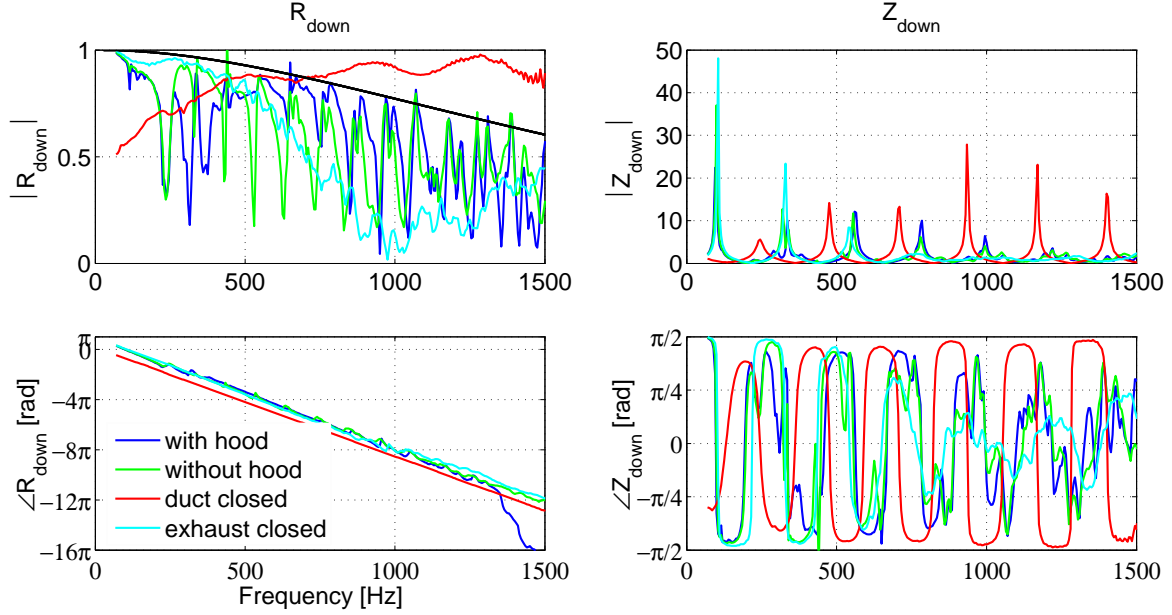 R_down
1
0.5
0
|R_down|
0 500 1000 1500
Z_down
50
40
30
20
10
0
|Z_down|
0 500 1000 1500
π
0
−4π
−8π
−12π
−16π
∠R_down [rad]
with hood
without hood
duct closed
exhaust closed
0 500 1000 1500
Frequency [Hz]
π/2
π/4
0
−π/4
−π/2
∠Z_down [rad]
0 500 1000 1500